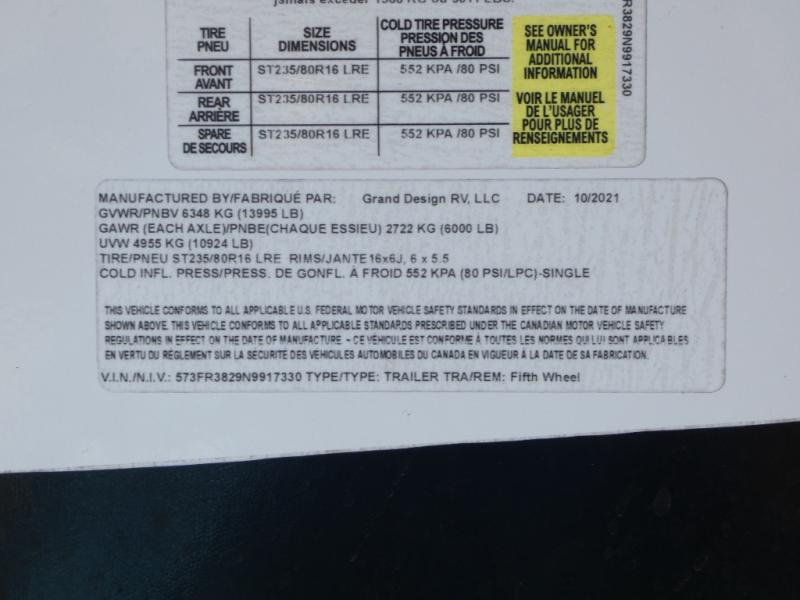 jamais excéder
TIRE SIZE COLD TIRE PRESSURE
PNEU DIMENSIONS PRESSION DES
PNEUS À FROID
FRONT ST235/80R16 LRE 552 KPA /80 PSI
AVANT
REAR ST235/80R16 LRE 552 KPA /80 PSI
ARRIÈRE
SPARE ST235/80R16 LRE 552 KPA /80 PSI
DE SECOURS
SEE OWNER'S
MANUAL FOR
ADDITIONAL
INFORMATION
VOIR LE MANUEL
DE L'USAGER
POUR PLUS DE
RENSEIGNEMENTS
FR3829N9917330
MANUFACTURED BY/FABRIQUÉ PAR: Grand Design RV, LLC DATE: 10/2021
GVWR/PNBV 6348 KG (13995 LB)
GAWR (EACH AXLE)/PNBE(CHAQUE ESSIEU) 2722 KG (6000 LB)
UVW 4955 KG (10924 LB)
TIRE/PNEU ST235/80R16 LRE RIMS/JANTE 16x6J, 6 x 5.5
COLD INFL. PRESS/PRESS. DE GONFL. À FROID 552 KPA (80 PSI/LPC)-SINGLE
THIS VEHICLE CONFORMS TO ALL APPLICABLE U.S. FEDERAL MOTOR VEHICLE SAFETY STANDARDS IN EFFECT ON THE DATE OF MANUFACTURE
SHOWN ABOVE. THIS VEHICLE CONFORMS TO ALL APPLICABLE STANDARDS PRESCRIBED UNDER THE CANADIAN MOTOR VEHICLE SAFETY
REGULATIONS IN EFFECT ON THE DATE OF MANUFACTURE - CE VÉHICULE EST CONFORME À TOUTES LES NORMES QUI LUI SONT APPLICABLES
EN VERTU DU RÉGLEMENT SUR LA SÉCURITÉ DES VÉHICULES AUTOMOBILES DU CANADA EN VIGUEUR À LA DATE DE SA FABRICATION.
V.I.N./N.I.V.: 573FR3829N9917330 TYPE/TYPE: TRAILER TRA/REM: Fifth Wheel